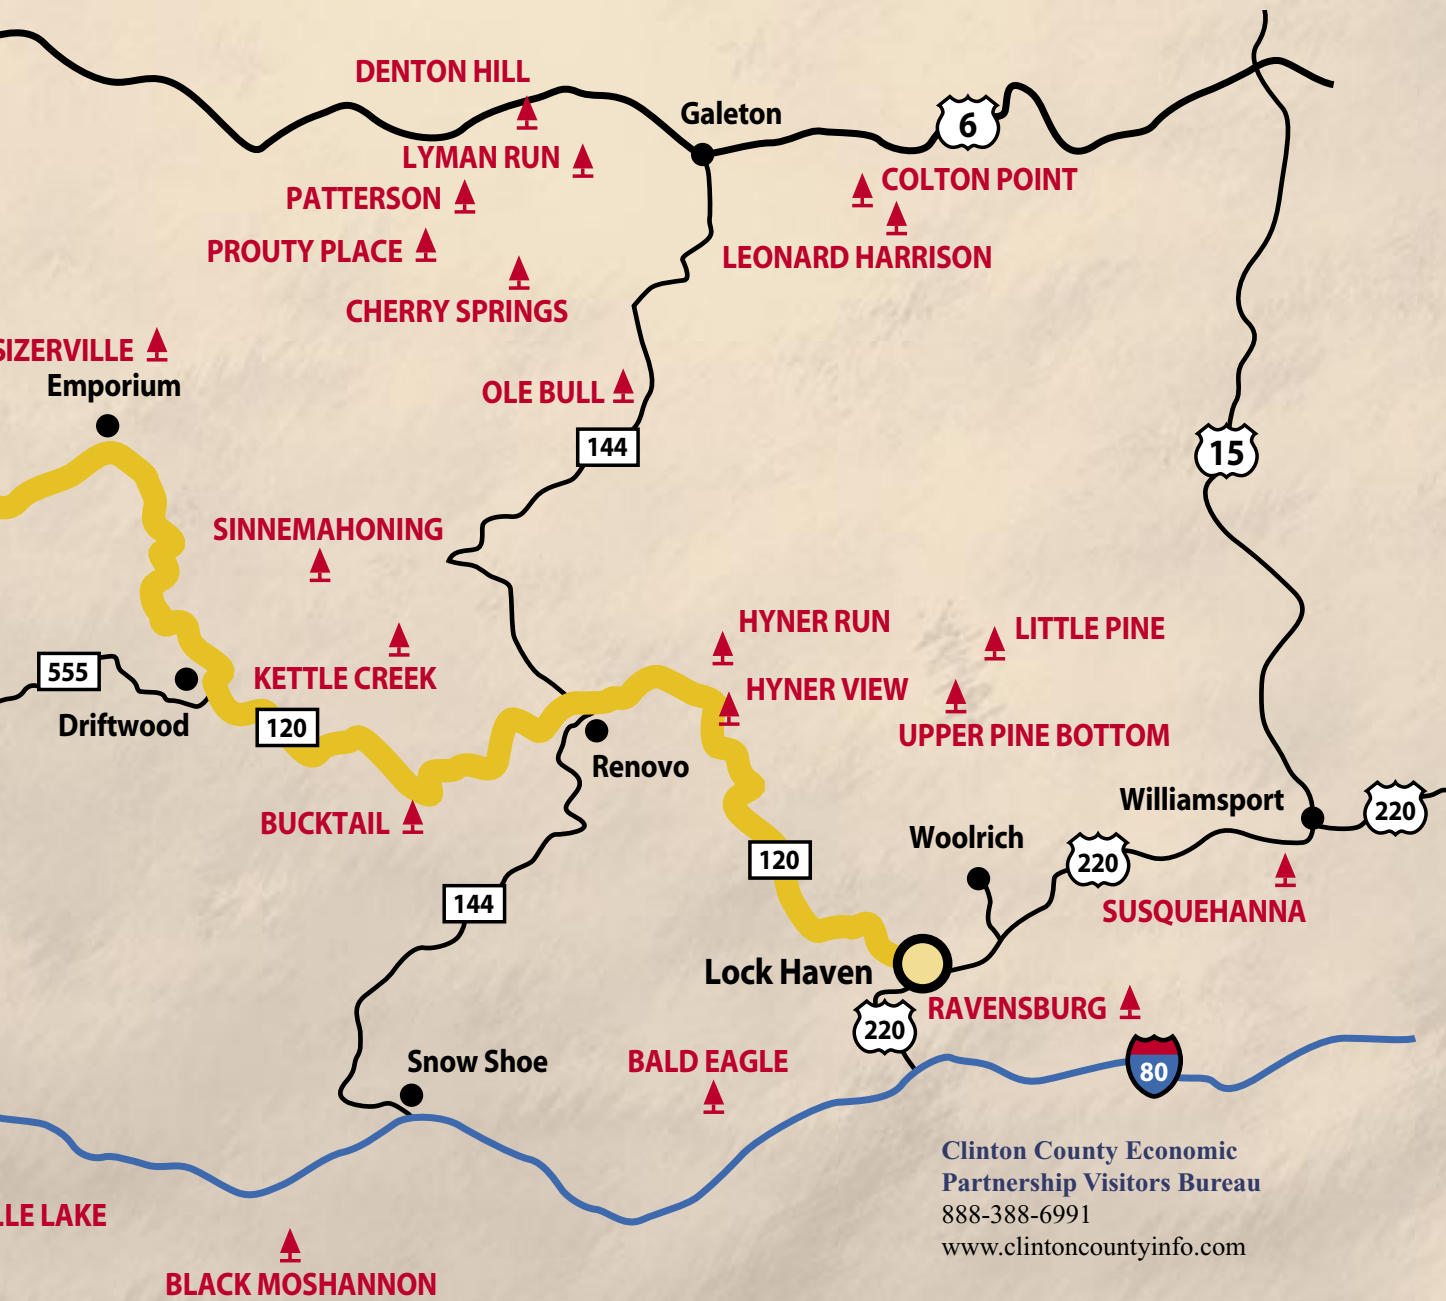 DENTON HILL
Galeton
6
LYMAN RUN
COLTON POINT
PATTERSON
PROUTY PLACE
LEONARD HARRISON
CHERRY SPRINGS
SIZERVILLE
Emporium
OLE BULL
144
15
SINNEMAHONING
HYNER RUN
LITTLE PINE
555
KETTLE CREEK
HYNER VIEW
Driftwood
120
UPPER PINE BOTTOM
Renovo
Williamsport
220
BUCKTAIL
Woolrich
120
220
144
SUSQUEHANNA
Lock Haven
RAVENSBURG
220
Snow Shoe
BALD EAGLE
80
Clinton County Economic
Partnership Visitors Bureau
888-388-6991
www.clintoncountyinfo.com
LLE LAKE
BLACK MOSHANNON